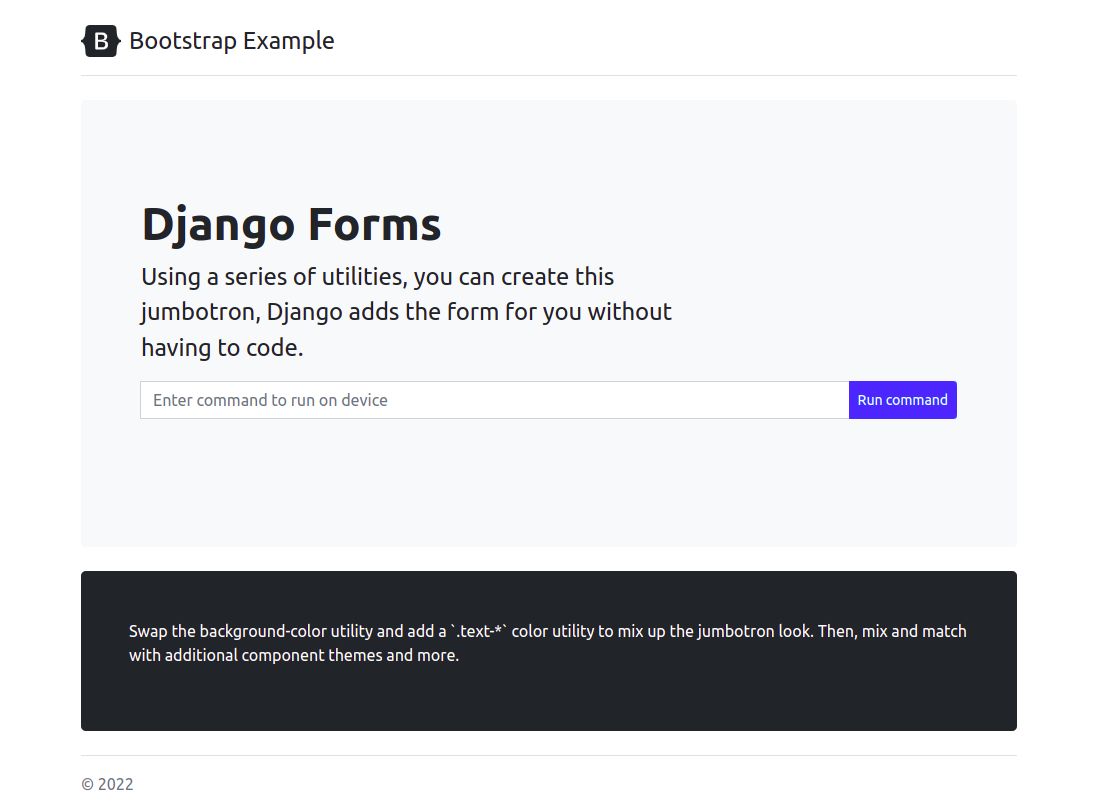 B Bootstrap Example
Django Forms
Using a series of utilities, you can create this
jumbotron, Django adds the form for you without
having to code.
Enter command to run on device
Run command
Swap the background-color utility and add a `.text-*` color utility to mix up the jumbotron look. Then, mix and match
with additional component themes and more.
© 2022